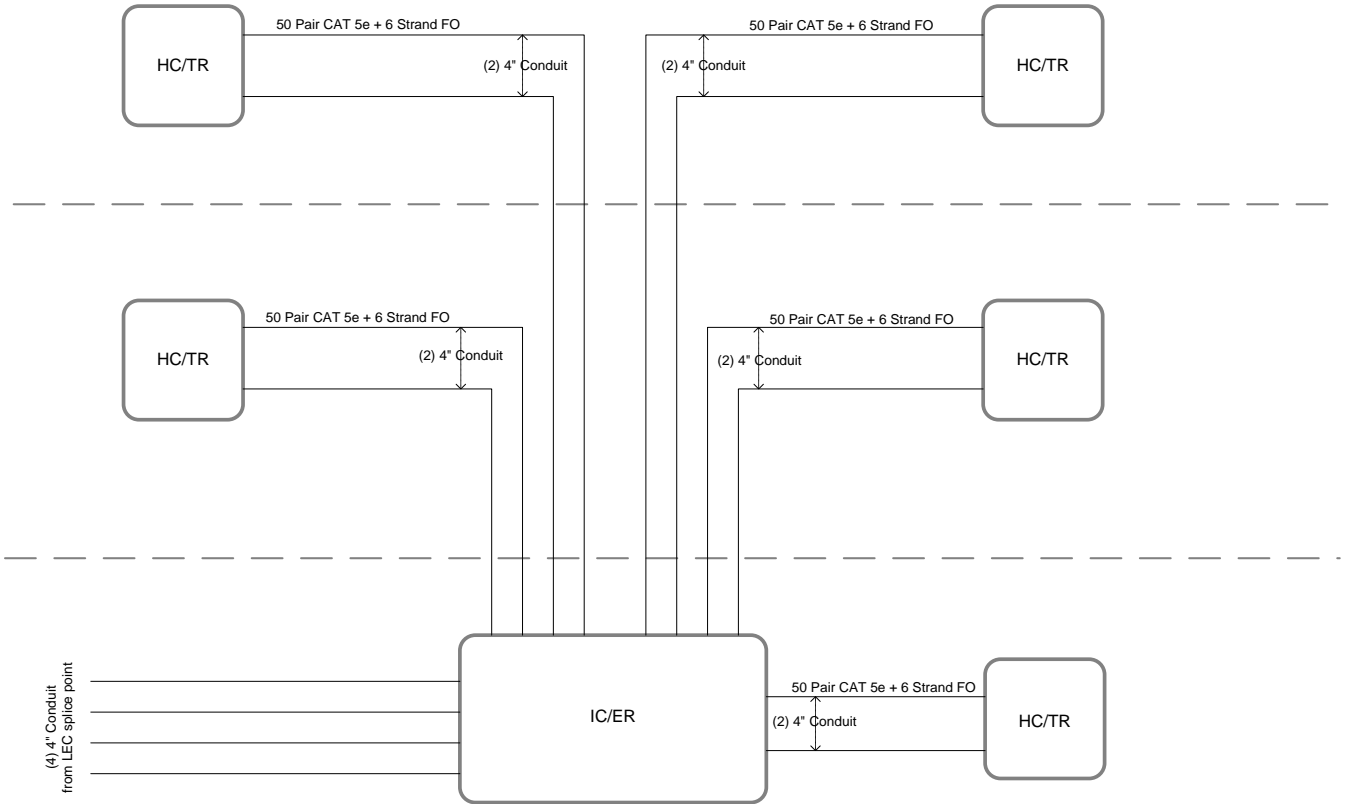 50 Pair CAT 5e + 6 Strand FO
50 Pair CAT 5e + 6 Strand FO
HC/TR
(2) 4" Conduit
(2) 4" Conduit
HC/TR
50 Pair CAT 5e + 6 Strand FO
50 Pair CAT 5e + 6 Strand FO
HC/TR
(2) 4" Conduit
(2) 4" Conduit
HC/TR
(4) 4" Conduit
from LEC splice point
IC/ER
50 Pair CAT 5e + 6 Strand FO
(2) 4" Conduit
HC/TR